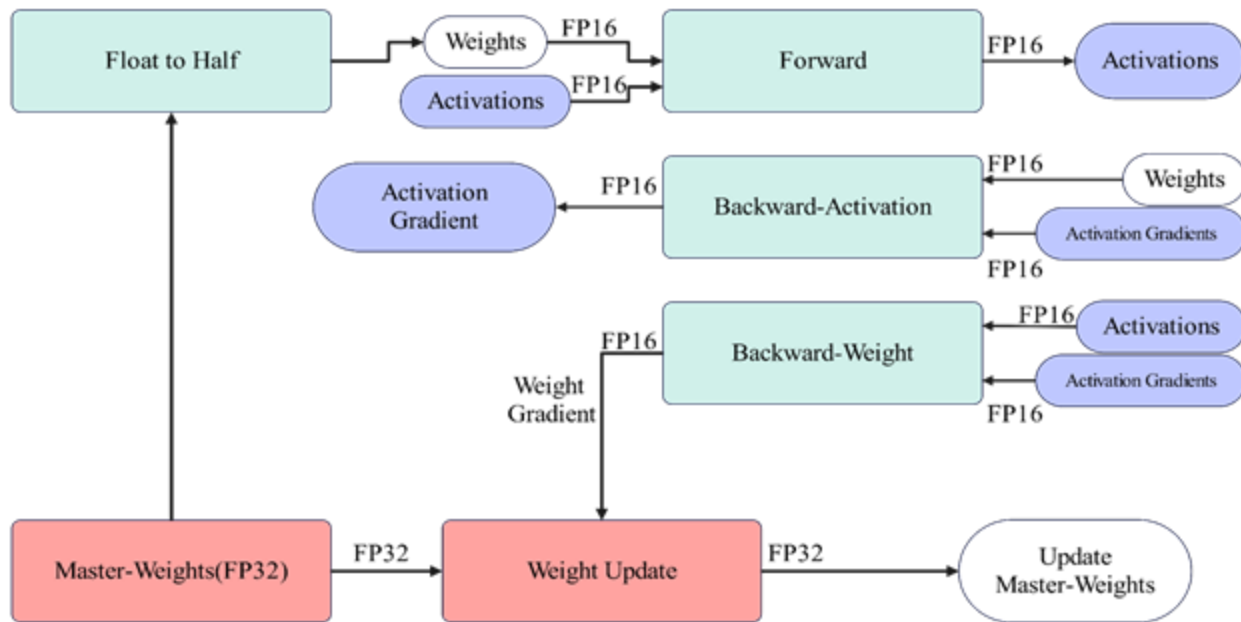 Float to Half
Weights
FP16
Activations
FP16
Forward
FP16
Activations
Activation
Gradient
FP16
Backward-Activation
FP16
Weights
Activation Gradients
FP16
FP16
Backward-Weight
FP16
Activations
Activation Gradients
FP16
Weight
Gradient
Master-Weights(FP32)
FP32
Weight Update
FP32
Update
Master-Weights